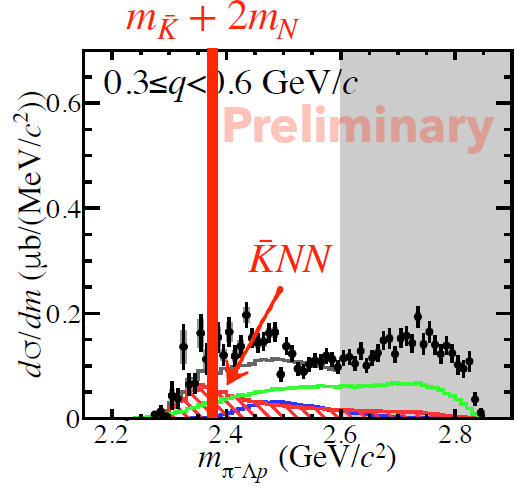 m_K̄ + 2m_N
0.3≤q<0.6 GeV/c
Preliminary
K̄NN
dσ/dm (μb/(MeV/c²))
0.6
0.4
0.2
0
2.2 2.4 2.6 2.8
m_π⁻Λp (GeV/c²)